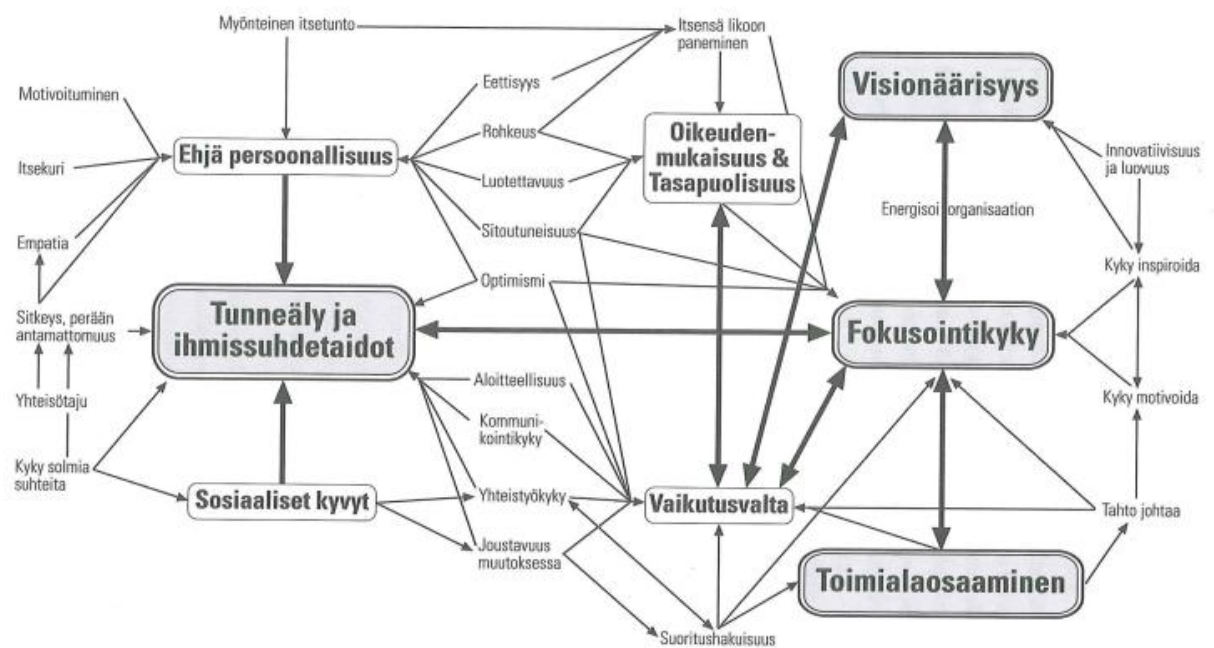 Myönteinen itsetunto
Itsensä likoon
paneminen
Visionäärisyys
Motivoituminen
Eettisyys
Rohkeus
Oikeuden-
mukaisuus &
Tasapuolisuus
Ehjä persoonallisuus
Innovatiivisuus
ja luovuus
Itsekuri
Luotettavuus
Energisoi organisaation
Sitoutuneisuus
Empatia
Kyky inspiroida
Optimismi
Sitkeys, perään
antamattomuus
Tunneäly ja
ihmissuhdetaidot
Fokusointikyky
Aloitteellisuus
Yhteisötaju
Kyky motivoida
Kommuni-
kointikyky
Kyky solmia
suhteita
Sosiaaliset kyvyt
Yhteistyökyky
Vaikutusvalta
Tahto johtaa
Joustavuus
muutoksessa
Toimialaosaaminen
Suoritushakuisuus